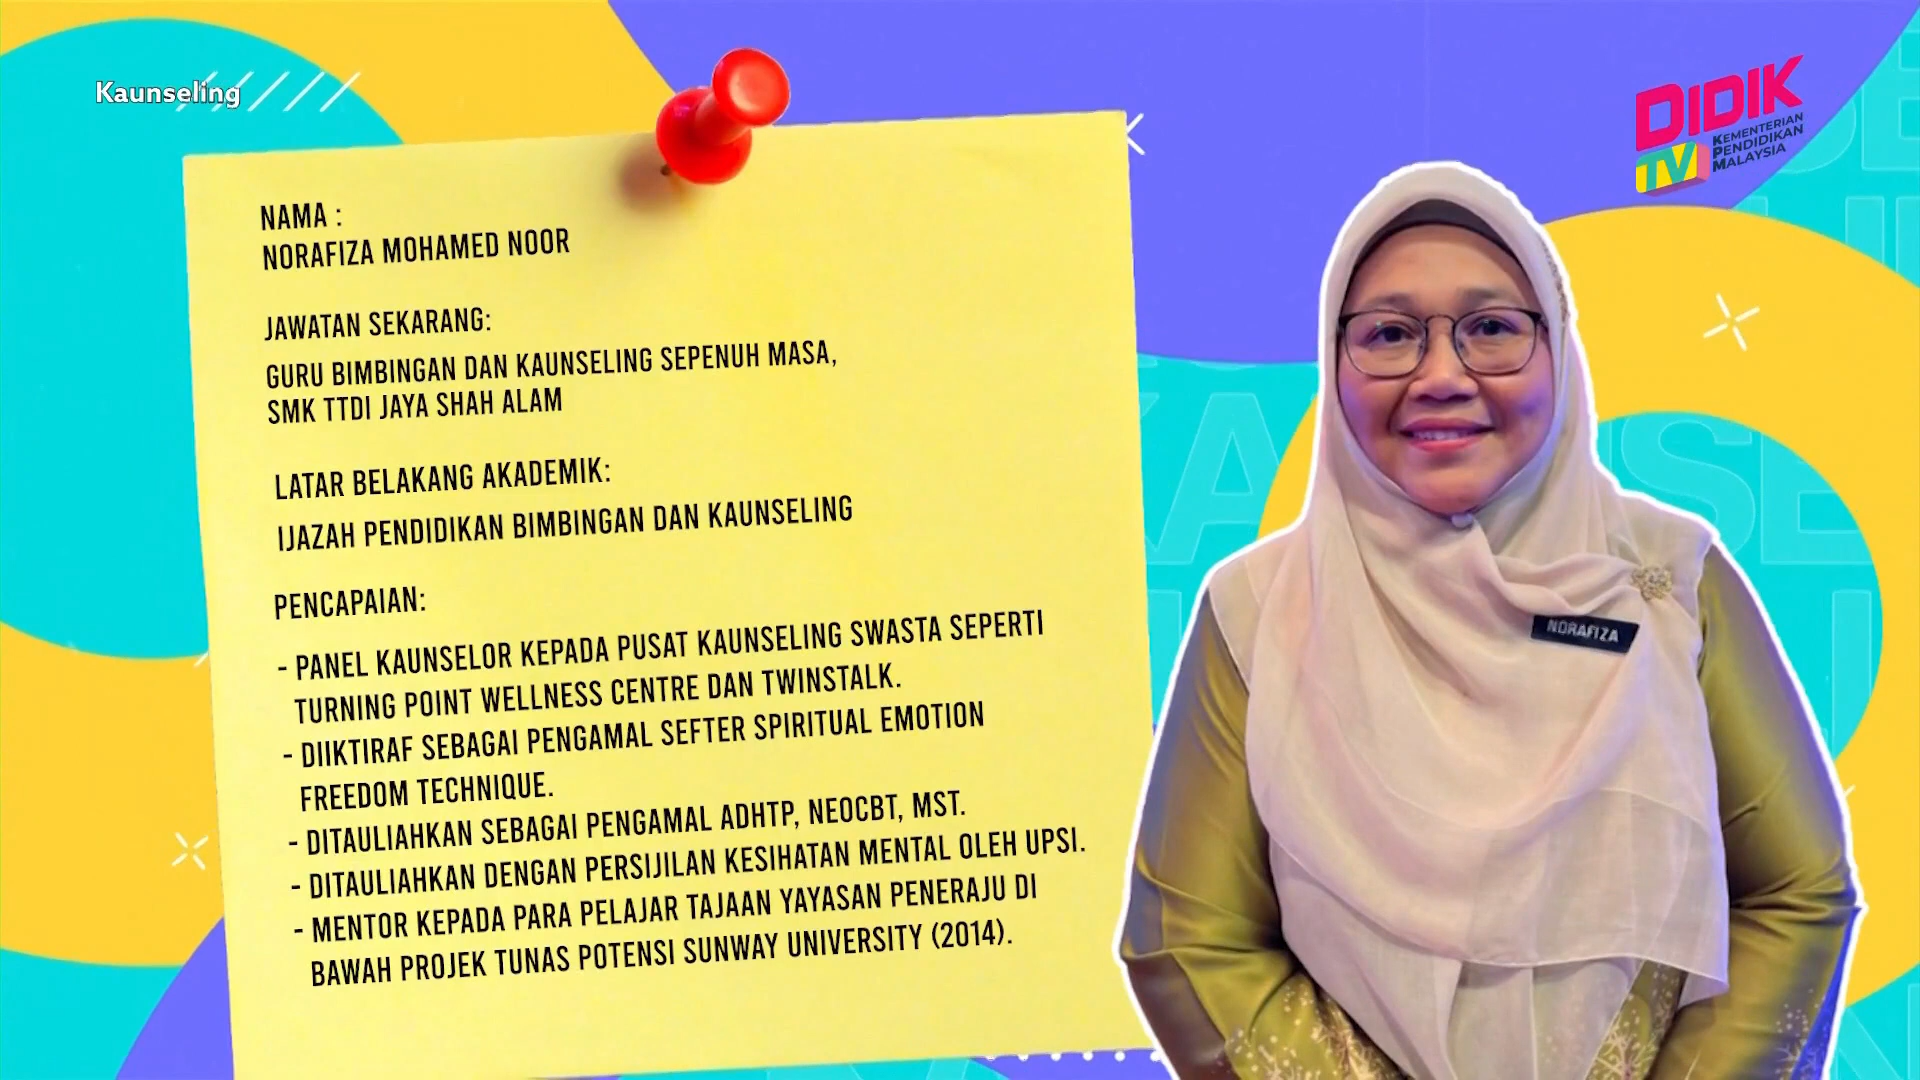 Kaunseling
DIDIK
TV
KEMENTERIAN
PENDIDIKAN
MALAYSIA
NAMA :
NORAFIZA MOHAMED NOOR
JAWATAN SEKARANG:
GURU BIMBINGAN DAN KAUNSELING SEPENUH MASA,
SMK TTDI JAYA SHAH ALAM
LATAR BELAKANG AKADEMIK:
IJAZAH PENDIDIKAN BIMBINGAN DAN KAUNSELING
PENCAPAIAN:
- PANEL KAUNSELOR KEPADA PUSAT KAUNSELING SWASTA SEPERTI
TURNING POINT WELLNESS CENTRE DAN TWINSTALK.
- DIIKTIRAF SEBAGAI PENGAMAL SEFTER SPIRITUAL EMOTION
FREEDOM TECHNIQUE.
- DITAULIAHKAN SEBAGAI PENGAMAL ADHTP, NEOCBT, MST.
- DITAULIAHKAN DENGAN PERSIJILAN KESIHATAN MENTAL OLEH UPSI.
- MENTOR KEPADA PARA PELAJAR TAJAAN YAYASAN PENERAJU DI
BAWAH PROJEK TUNAS POTENSI SUNWAY UNIVERSITY (2014).
NORAFIZA